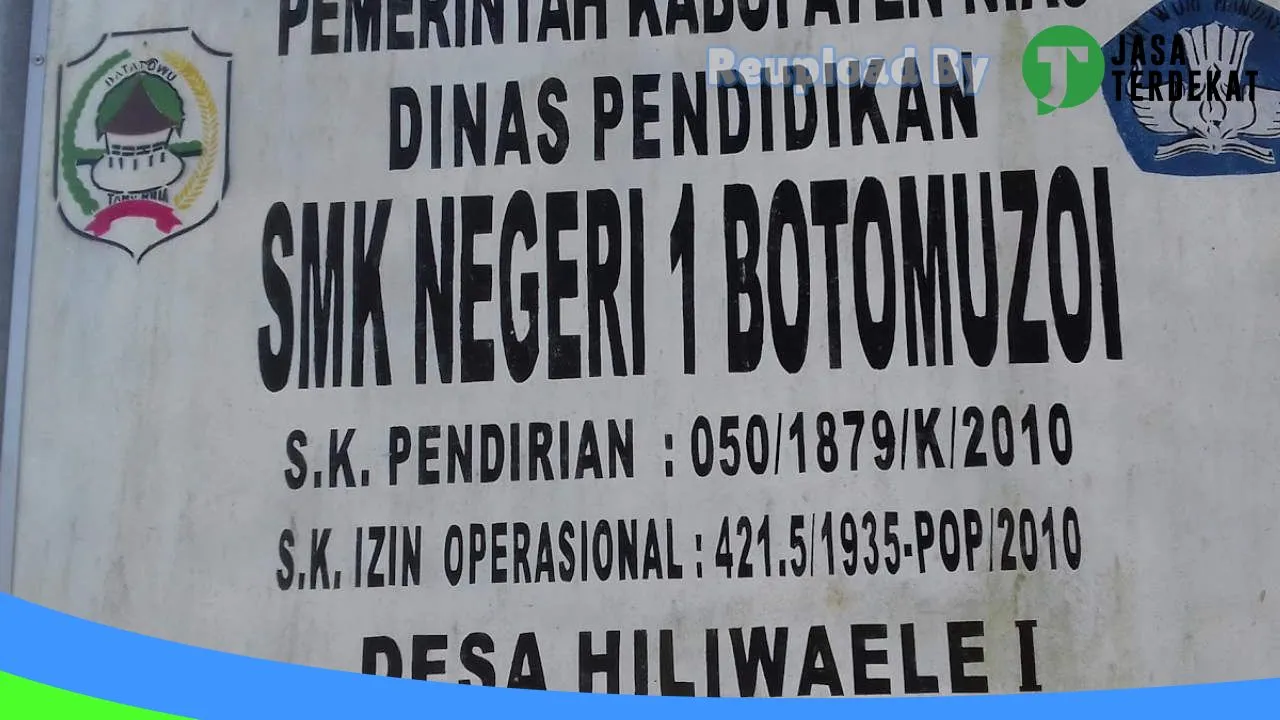 PEMERINTAH KABUPATEN NIAS
Reupload By
JASA
TERDEKAT
DINAS PENDIDIKAN
SMK NEGERI 1 BOTOMUZOI
S.K. PENDIRIAN : 050/1879/K/2010
S.K. IZIN OPERASIONAL : 421.5/1935-POP/2010
DESA HILIWAELE I